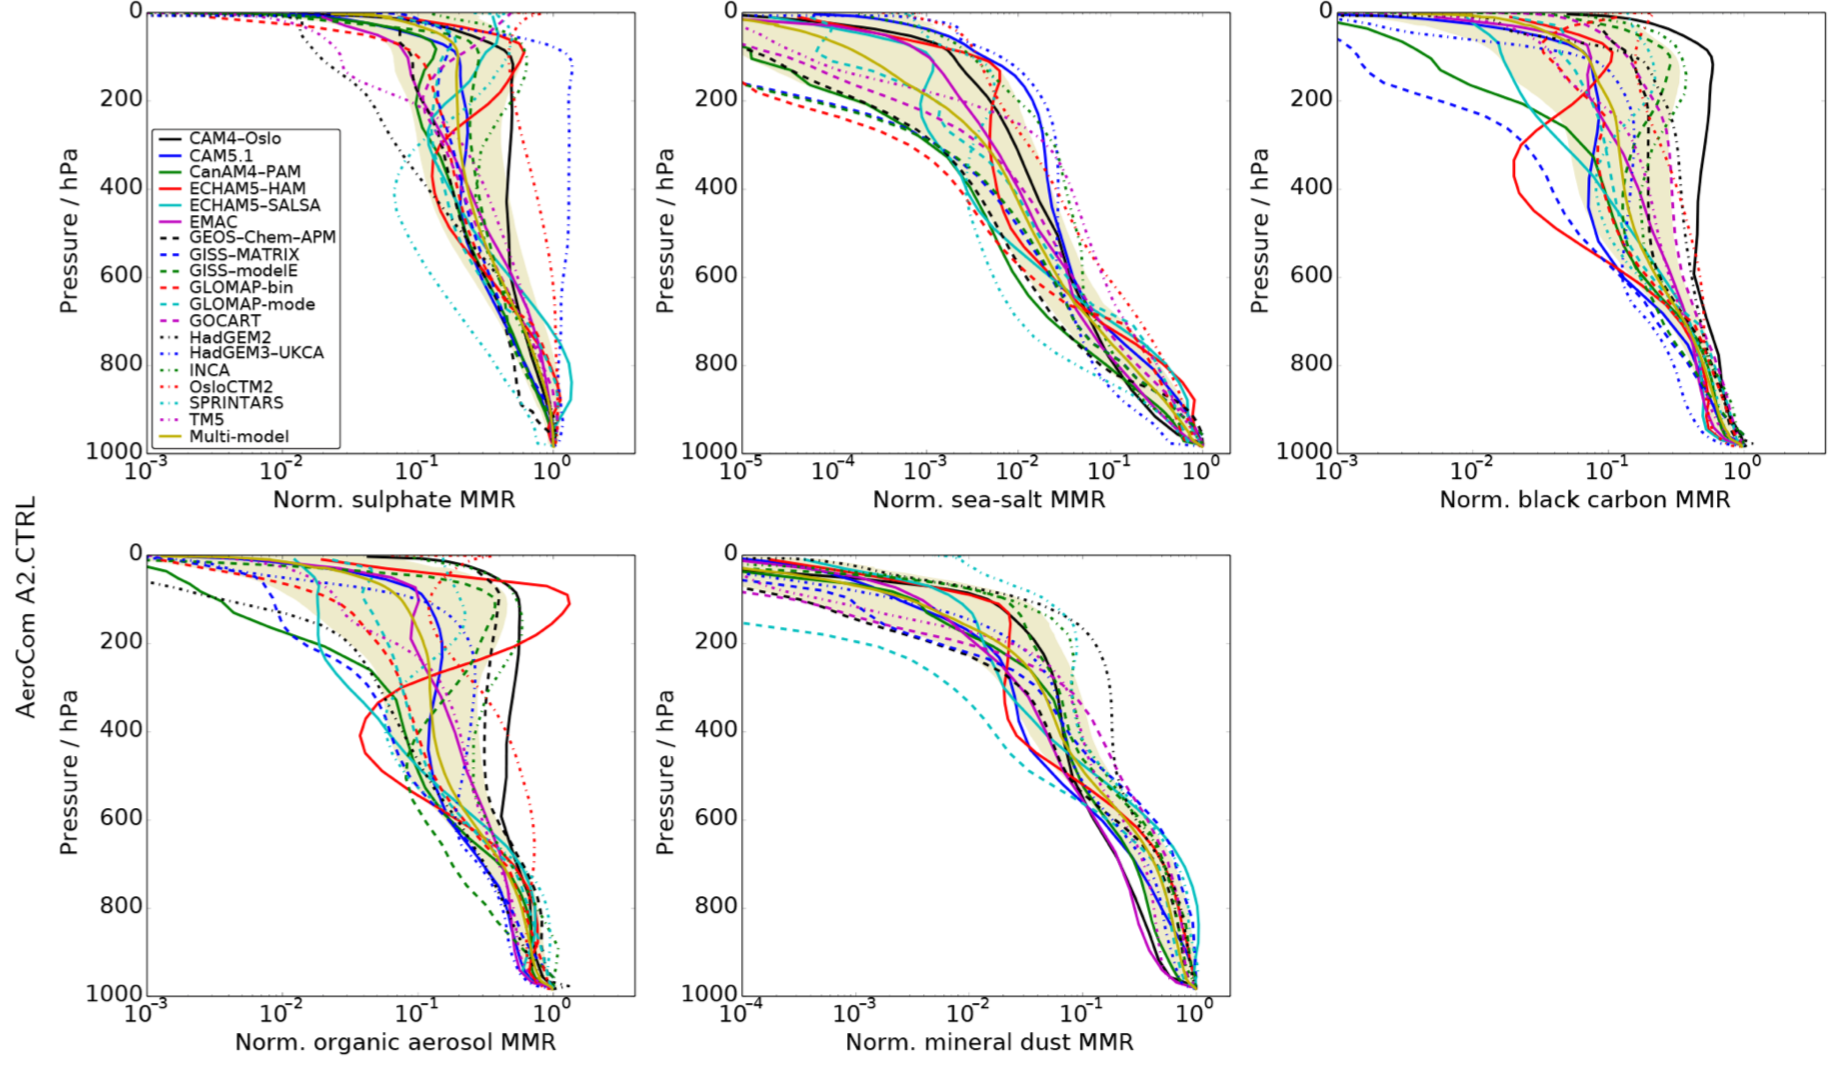 0
200
400
600
800
1000
Pressure / hPa
CAM4–Oslo
CAM5.1
CanAM4–PAM
ECHAM5–HAM
ECHAM5–SALSA
EMAC
GEOS–Chem–APM
GISS–MATRIX
GISS–modelE
GLOMAP-bin
GLOMAP-mode
GOCART
HadGEM2
HadGEM3–UKCA
INCA
OsloCTM2
SPRINTARS
TM5
Multi-model
10⁻³ 10⁻² 10⁻¹ 10⁰
Norm. sulphate MMR
0
200
400
600
800
1000
Pressure / hPa
10⁻⁵ 10⁻⁴ 10⁻³ 10⁻² 10⁻¹ 10⁰
Norm. sea-salt MMR
0
200
400
600
800
1000
Pressure / hPa
10⁻³ 10⁻² 10⁻¹ 10⁰
Norm. black carbon MMR
AeroCom A2.CTRL
0
200
400
600
800
1000
Pressure / hPa
10⁻³ 10⁻² 10⁻¹ 10⁰
Norm. organic aerosol MMR
0
200
400
600
800
1000
Pressure / hPa
10⁻⁴ 10⁻³ 10⁻² 10⁻¹ 10⁰
Norm. mineral dust MMR